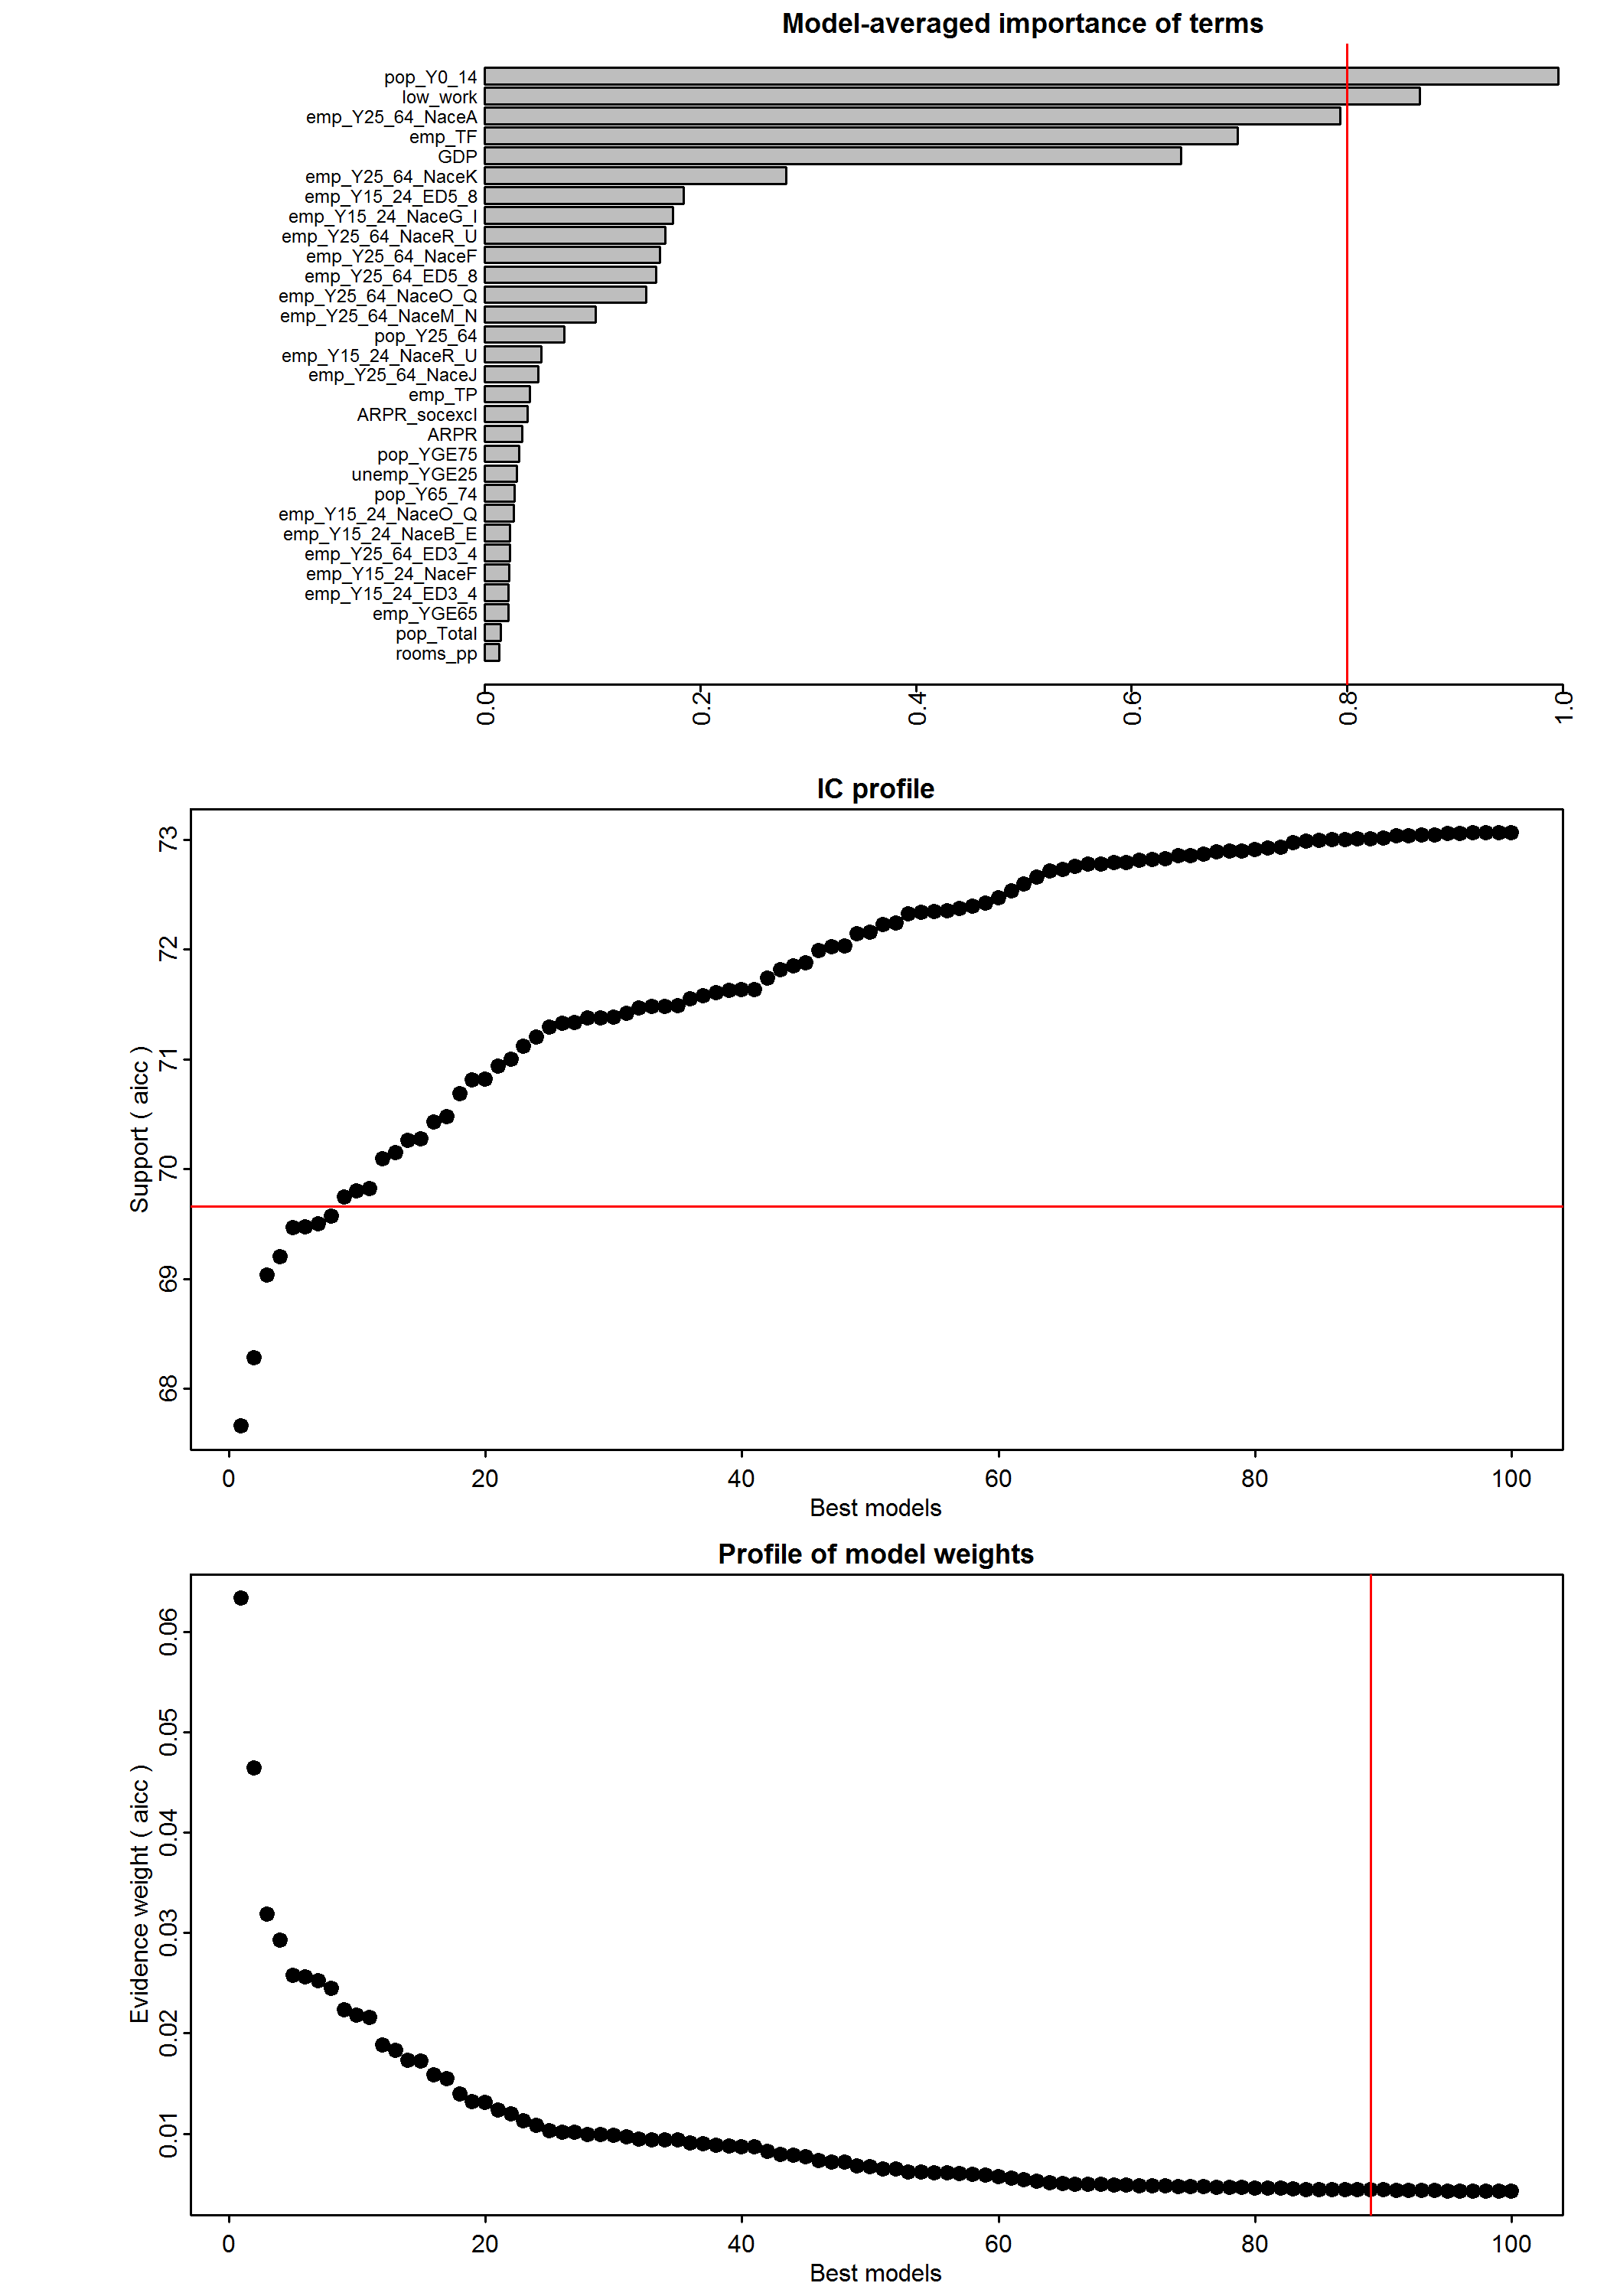 Model-averaged importance of terms
pop_Y0_14
low_work
emp_Y25_64_NaceA
emp_TF
GDP
emp_Y25_64_NaceK
emp_Y15_24_ED5_8
emp_Y15_24_NaceG_I
emp_Y25_64_NaceR_U
emp_Y25_64_NaceF
emp_Y25_64_ED5_8
emp_Y25_64_NaceO_Q
emp_Y25_64_NaceM_N
pop_Y25_64
emp_Y15_24_NaceR_U
emp_Y25_64_NaceJ
emp_TP
ARPR_socexcl
ARPR
pop_YGE75
unemp_YGE25
pop_Y65_74
emp_Y15_24_NaceO_Q
emp_Y15_24_NaceB_E
emp_Y25_64_ED3_4
emp_Y15_24_NaceF
emp_Y15_24_ED3_4
emp_YGE65
pop_Total
rooms_pp
0.0 0.2 0.4 0.6 0.8 1.0
IC profile
Support ( aicc )
73
72
71
70
69
68
0 20 40 60 80 100
Best models
Profile of model weights
Evidence weight ( aicc )
0.06
0.05
0.04
0.03
0.02
0.01
0 20 40 60 80 100
Best models